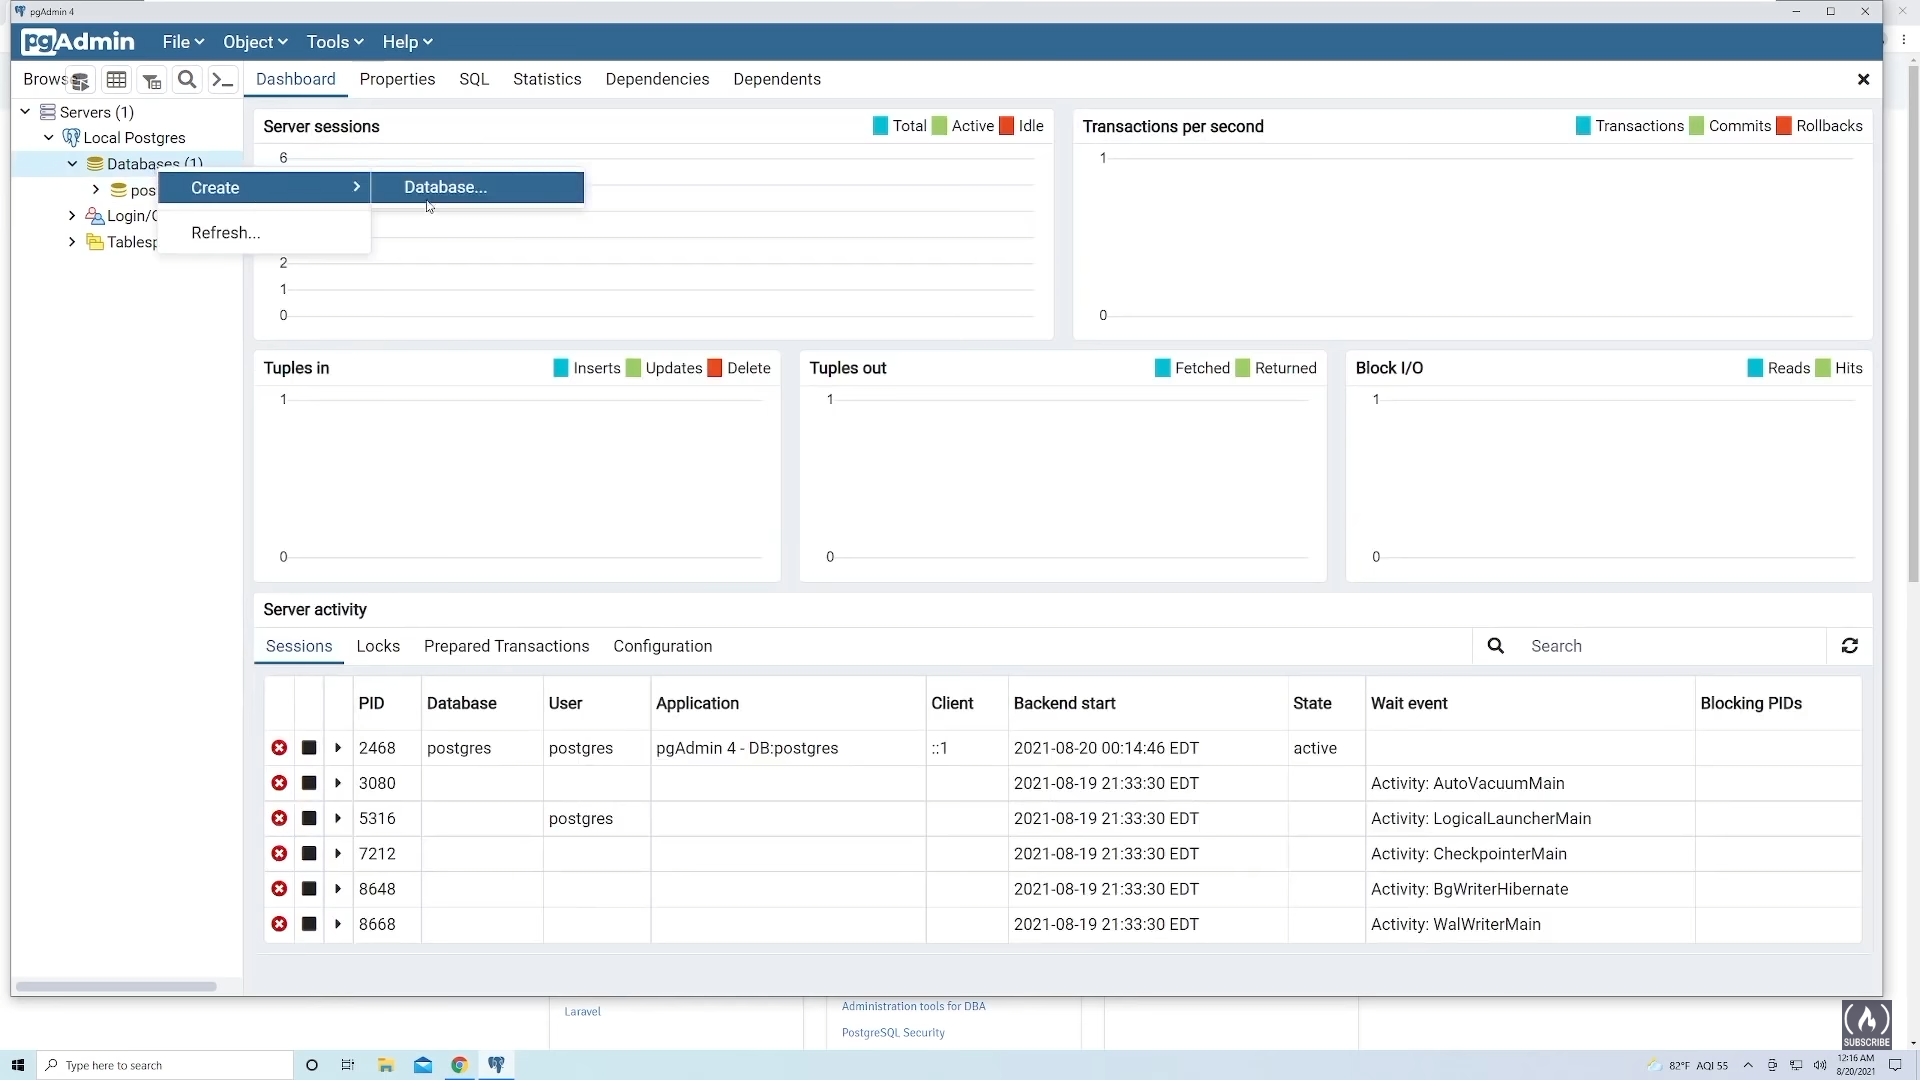 pgAdmin 4
pgAdmin File Object Tools Help
Brows Dashboard Properties SQL Statistics Dependencies Dependents
Servers (1)
Local Postgres
Databases (1)
pos
Login/
Tablesp
Create Database...
Refresh...
Server sessions Total Active Idle
6
2
1
0
Transactions per second Transactions Commits Rollbacks
1
0
Tuples in Inserts Updates Delete
1
0
Tuples out Fetched Returned
1
0
Block I/O Reads Hits
1
0
Server activity
Sessions Locks Prepared Transactions Configuration Search
PID Database User Application Client Backend start State Wait event Blocking PIDs
2468 postgres postgres pgAdmin 4 - DB:postgres ::1 2021-08-20 00:14:46 EDT active
3080 2021-08-19 21:33:30 EDT Activity: AutoVacuumMain
5316 postgres 2021-08-19 21:33:30 EDT Activity: LogicalLauncherMain
7212 2021-08-19 21:33:30 EDT Activity: CheckpointerMain
8648 2021-08-19 21:33:30 EDT Activity: BgWriterHibernate
8668 2021-08-19 21:33:30 EDT Activity: WalWriterMain
Laravel
Administration tools for DBA
PostgreSQL Security
SUBSCRIBE
Type here to search
82°F AQI 55
12:16 AM
8/20/2021